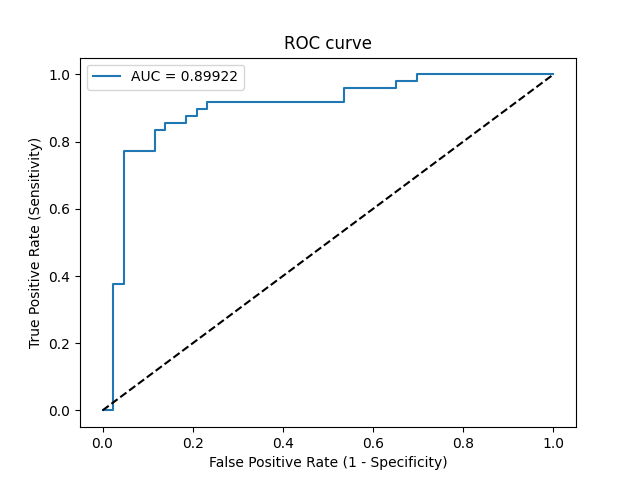 ROC curve
AUC = 0.89922
1.0
0.8
0.6
0.4
0.2
0.0
True Positive Rate (Sensitivity)
0.0 0.2 0.4 0.6 0.8 1.0
False Positive Rate (1 - Specificity)